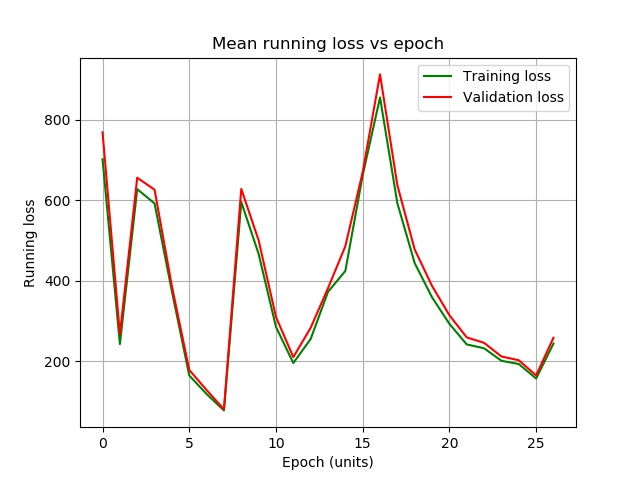 Mean running loss vs epoch
Training loss
Validation loss
800
600
400
200
Running loss
0 5 10 15 20 25
Epoch (units)